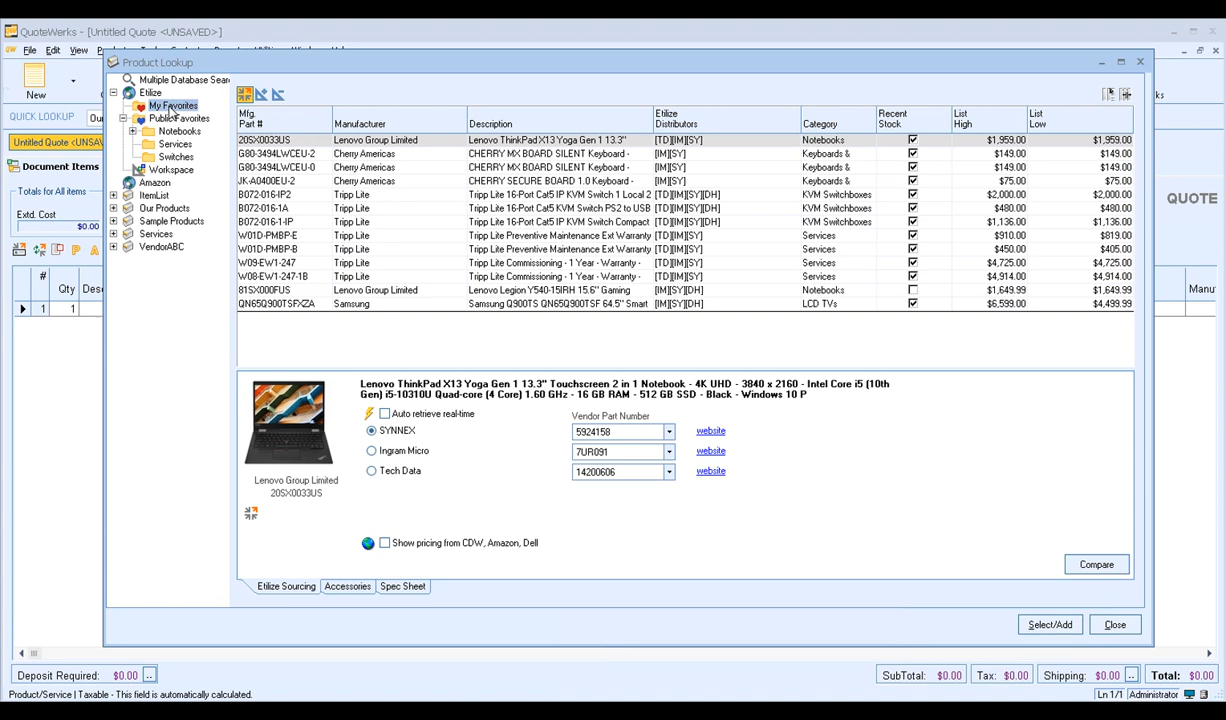 QuoteWerks - [Untitled Quote <UNSAVED>]
File Edit View
New
QUICK LOOKUP Ou
Untitled Quote <UNSAV
Document Items
Totals for All items
Extd. Cost
$0.00
# Qty Desc
1 1
Product Lookup
Multiple Database Sear
Etilize
My Favorites
Public Favorites
Notebooks
Services
Switches
Workspace
Amazon
ItemList
Our Products
Sample Products
Services
VendorABC
Mfg. Part # Manufacturer Description Etilize Distributors Category Recent Stock List High List Low
20SX0033US Lenovo Group Limited Lenovo ThinkPad X13 Yoga Gen 1 13.3" [TD][IM][SY] Notebooks $1,959.00 $1,959.00
G80-3494LWCEU-2 Cherry Americas CHERRY MX BOARD SILENT Keyboard - [IM][SY] Keyboards & $149.00 $149.00
G80-3494LWCEU-0 Cherry Americas CHERRY MX BOARD SILENT Keyboard - [IM][SY] Keyboards & $149.00 $149.00
JK-A0400EU-2 Cherry Americas CHERRY SECURE BOARD 1.0 Keyboard - [IM][SY] Keyboards & $75.00 $75.00
B072-016-IP2 Tripp Lite Tripp Lite 16-Port Cat5 KVM Switch 1 Local 2 [TD][IM][SY][DH] KVM Switchboxes $2,000.00 $2,000.00
B072-016-1A Tripp Lite Tripp Lite 16-Port Cat5 KVM Switch PS2 to USB [TD][IM][SY][DH] KVM Switchboxes $480.00 $480.00
B072-016-1-IP Tripp Lite Tripp Lite 16-Port Cat5 KVM Switch Compact [TD][IM][SY][DH] KVM Switchboxes $1,136.00 $1,136.00
W01D-PMBP-E Tripp Lite Tripp Lite Preventive Maintenance Ext Warranty [TD][IM][SY] Services $910.00 $819.00
W01D-PMBP-B Tripp Lite Tripp Lite Preventive Maintenance Ext Warranty [TD][IM][SY] Services $450.00 $405.00
W09-EW1-247 Tripp Lite Tripp Lite Commissioning - 1 Year - Warranty - [TD][IM][SY] Services $4,725.00 $4,725.00
W08-EW1-247-1B Tripp Lite Tripp Lite Commissioning - 1 Year - Warranty - [TD][IM][SY] Services $4,914.00 $4,914.00
81SX000FUS Lenovo Group Limited Lenovo Legion Y540-15IRH 15.6" Gaming [IM][SY][DH] Notebooks $1,649.99 $1,649.99
QN65Q900TSFXZA Samsung Samsung Q900TS QN65Q900TSF 64.5" Smart [IM][SY][DH] LCD TVs $6,599.00 $4,499.99
Lenovo ThinkPad X13 Yoga Gen 1 13.3" Touchscreen 2 in 1 Notebook - 4K UHD - 3840 x 2160 - Intel Core i5 (10th
Gen) i5-10310U Quad-core (4 Core) 1.60 GHz - 16 GB RAM - 512 GB SSD - Black - Windows 10 P
Auto retrieve real-time Vendor Part Number
SYNNEX 5924158 website
Ingram Micro 7UR091 website
Tech Data 14200606 website
Lenovo Group Limited
20SX0033US
Show pricing from CDW, Amazon, Dell
Compare
Etilize Sourcing Accessories Spec Sheet
Select/Add Close
ks
QUOTE
Manu
Deposit Required: $0.00 .. SubTotal: $0.00 Tax: $0.00 Shipping: $0.00 .. Total: $0.00
Product/Service | Taxable - This field is automatically calculated. Ln 1/1 Administrator